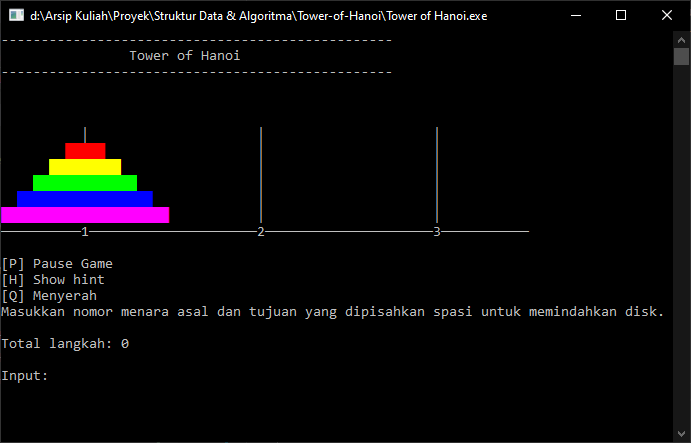 d:\Arsip Kuliah\Proyek\Struktur Data & Algoritma\Tower-of-Hanoi\Tower of Hanoi.exe
-------------------------------------------------
Tower of Hanoi
-------------------------------------------------
1 2 3
[P] Pause Game
[H] Show hint
[Q] Menyerah
Masukkan nomor menara asal dan tujuan yang dipisahkan spasi untuk memindahkan disk.
Total langkah: 0
Input: